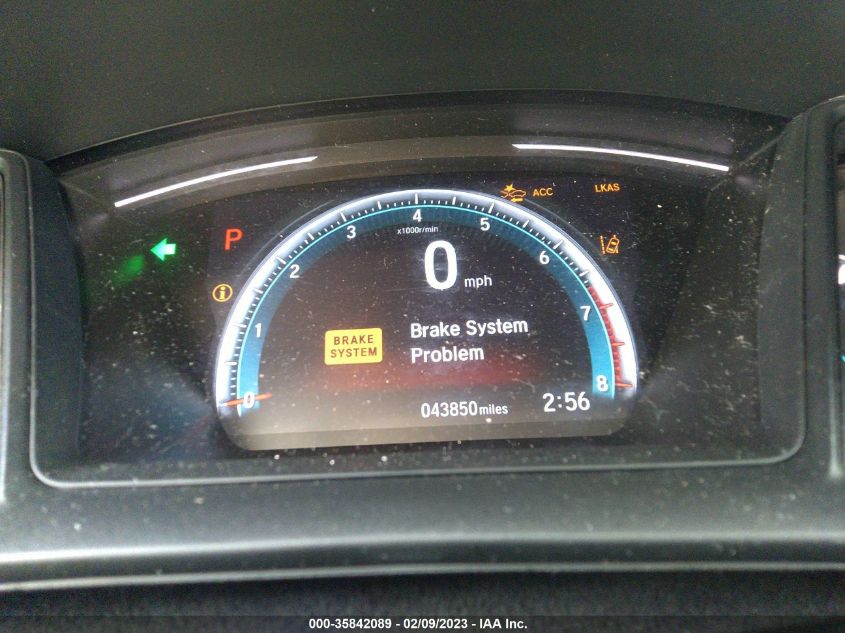 ACC
LKAS
P
4
3
5
x1000r/min
2
6
0 mph
i
1
7
BRAKE
SYSTEM
Brake System
Problem
0
8
043850 miles
2:56
000-35842089 - 02/09/2023 - IAA Inc.